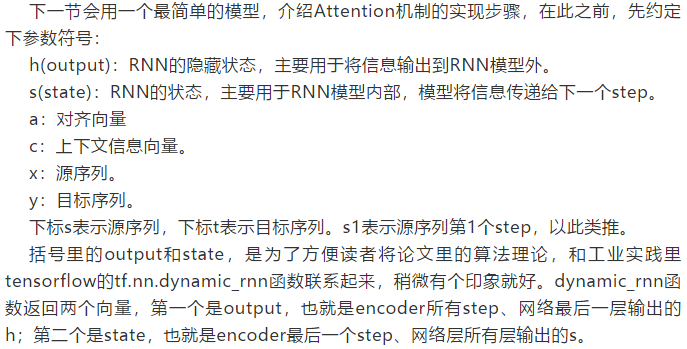 下一节会用一个最简单的模型，介绍Attention机制的实现步骤，在此之前，先约定
下参数符号：
h(output)：RNN的隐藏状态，主要用于将信息输出到RNN模型外。
s(state)：RNN的状态，主要用于RNN模型内部，模型将信息传递给下一个step。
a：对齐向量
c：上下文信息向量。
x：源序列。
y：目标序列。
下标s表示源序列，下标t表示目标序列。s1表示源序列第1个step，以此类推。
括号里的output和state，是为了方便读者将论文里的算法理论，和工业实践里
tensorflow的tf.nn.dynamic_rnn函数联系起来，稍微有个印象就好。dynamic_rnn函
数返回两个向量，第一个是output，也就是encoder所有step、网络最后一层输出的
h；第二个是state，也就是encoder最后一个step、网络层所有层输出的s。